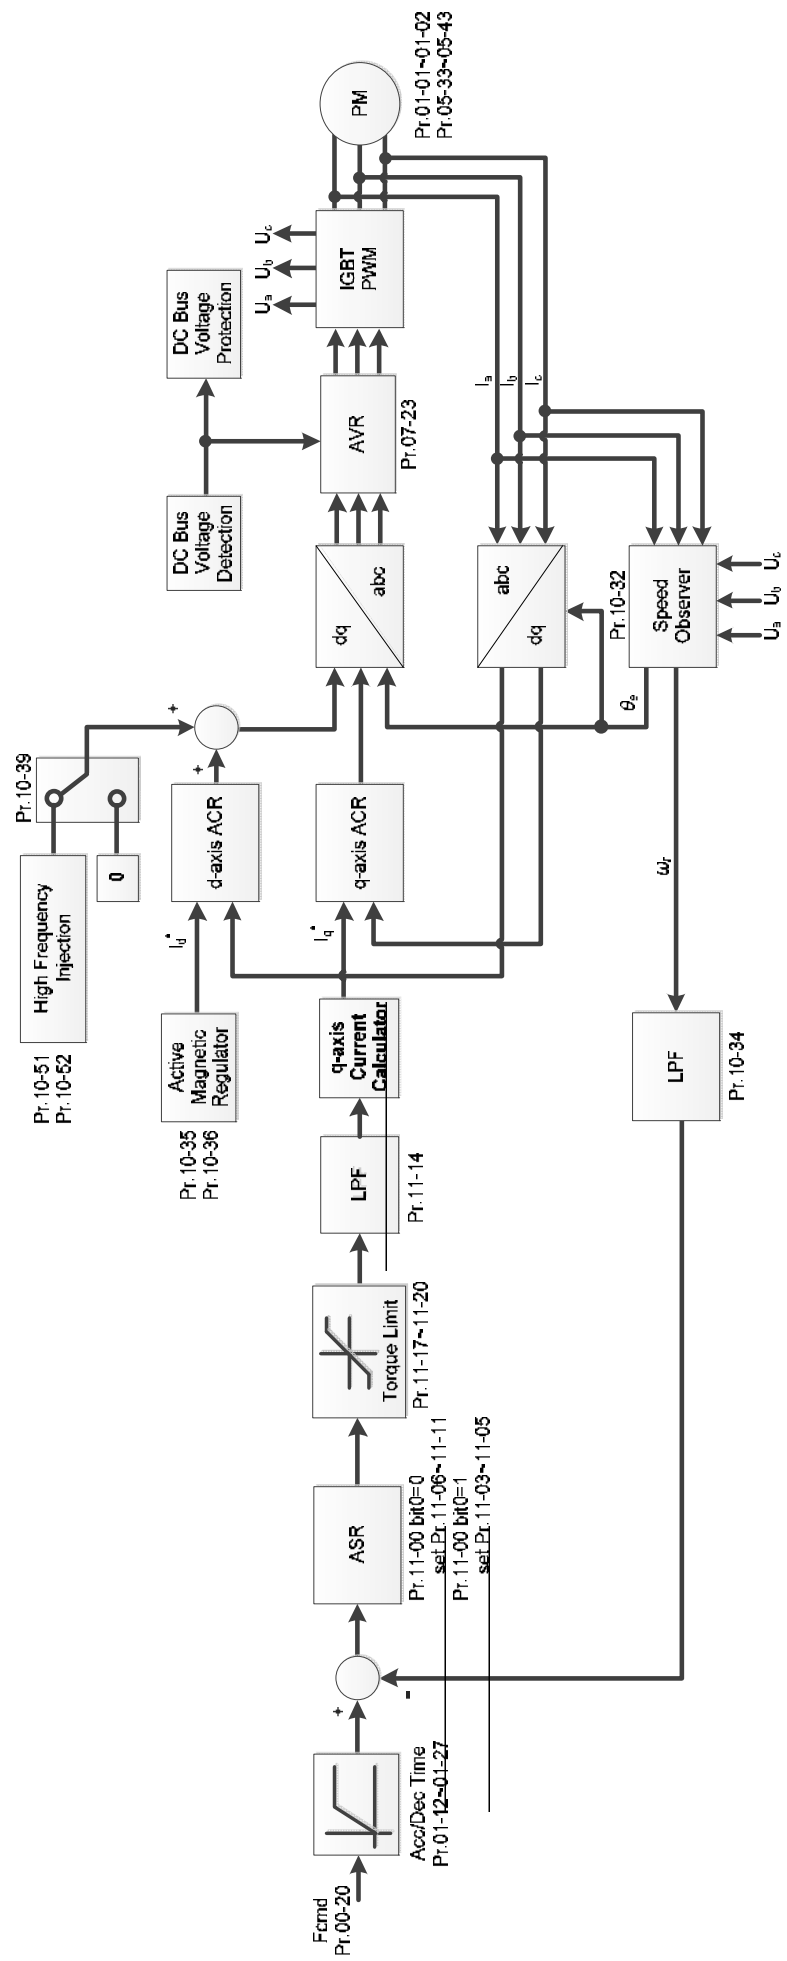 Fcmd
Pr.00-20
Acc/Dec Time
Pr.01-12~01-27
+
-
ASR
Pr.11-00 bit0=0
set Pr.11-06~11-11
Pr.11-00 bit0=1
set Pr.11-03~11-05
Torque Limit
Pr.11-17~11-20
LPF
Pr.11-14
q-axis
Current
Calculator
Iq*
Pr.10-35
Pr.10-36
Active
Magnetic
Regulator
Id*
Pr.10-51
Pr.10-52
High Frequency
Injection
0
Pr.10-39
d-axis ACR
q-axis ACR
+
+
dq
abc
DC Bus
Voltage
Detection
DC Bus
Voltage
Protection
AVR
Pr.07-23
IGBT
PWM
Ua
Ub
Uc
PM
Pr.01-01~01-02
Pr.05-33~05-43
Ia
Ib
Ic
abc
dq
Pr.10-32
Speed
Observer
Ua
Ub
Uc
θe
ωr
LPF
Pr.10-34